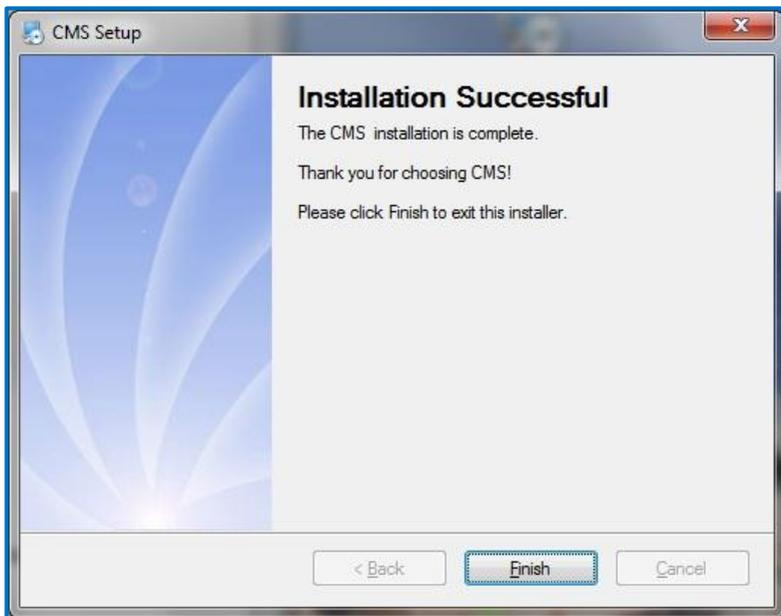 CMS Setup
Installation Successful
The CMS installation is complete.
Thank you for choosing CMS!
Please click Finish to exit this installer.
< Back
Finish
Cancel